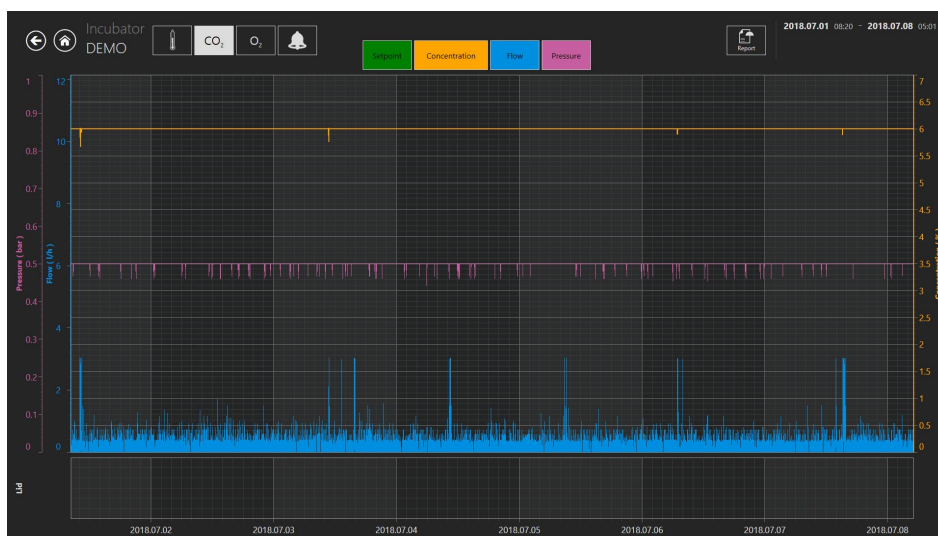 Incubator
DEMO
CO₂
O₂
Setpoint
Concentration
Flow
Pressure
Report
2018.07.01 08:20 - 2018.07.08 05:01
Pressure ( bar )
1
0.9
0.8
0.7
0.6
0.5
0.4
0.3
0.2
0.1
0
Flow ( l/h )
12
10
8
6
4
2
0
7
6.5
6
5.5
5
4.5
4
3.5
3
2.5
2
1.5
1
0.5
0
Concentration ( % )
Lid
2018.07.02
2018.07.03
2018.07.04
2018.07.05
2018.07.06
2018.07.07
2018.07.08